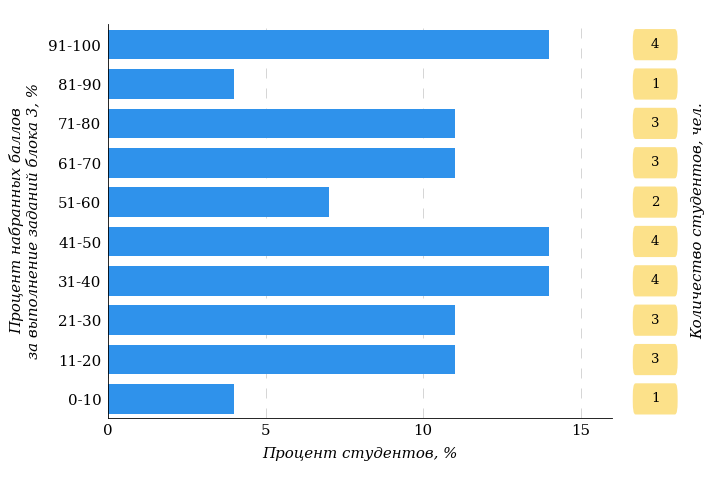 Процент набранных баллов
за выполнение заданий блока 3, %
91-100 4
81-90 1
71-80 3
61-70 3
51-60 2
41-50 4
31-40 4
21-30 3
11-20 3
0-10 1
0 5 10 15
Процент студентов, %
Количество студентов, чел.